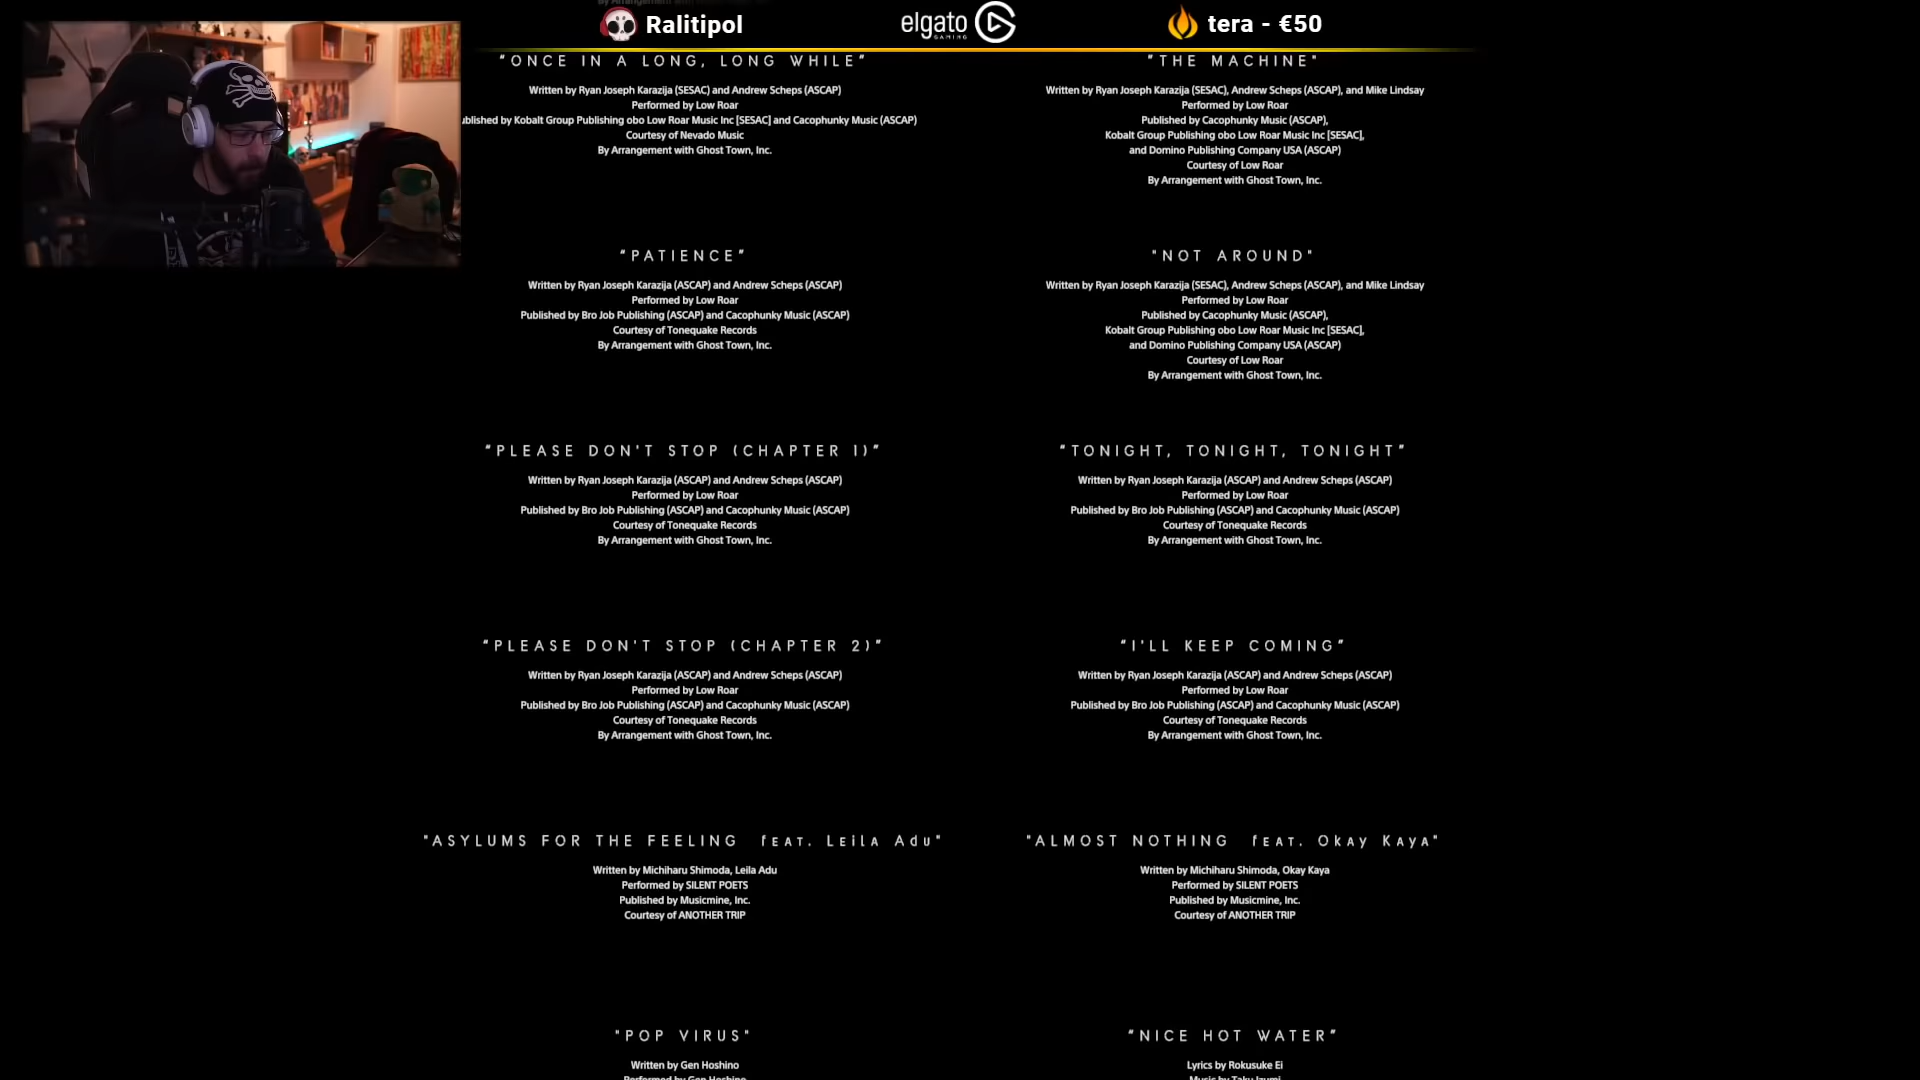 Ralitipol
elgato
GAMING
tera - €50
"ONCE IN A LONG, LONG WHILE"
Written by Ryan Joseph Karazija (SESAC) and Andrew Scheps (ASCAP)
Performed by Low Roar
ublished by Kobalt Group Publishing obo Low Roar Music Inc [SESAC] and Cacophunky Music (ASCAP)
Courtesy of Nevado Music
By Arrangement with Ghost Town, Inc.
"THE MACHINE"
Written by Ryan Joseph Karazija (SESAC), Andrew Scheps (ASCAP), and Mike Lindsay
Performed by Low Roar
Published by Cacophunky Music (ASCAP),
Kobalt Group Publishing obo Low Roar Music Inc [SESAC],
and Domino Publishing Company USA (ASCAP)
Courtesy of Low Roar
By Arrangement with Ghost Town, Inc.
"PATIENCE"
Written by Ryan Joseph Karazija (ASCAP) and Andrew Scheps (ASCAP)
Performed by Low Roar
Published by Bro Job Publishing (ASCAP) and Cacophunky Music (ASCAP)
Courtesy of Tonequake Records
By Arrangement with Ghost Town, Inc.
"NOT AROUND"
Written by Ryan Joseph Karazija (SESAC), Andrew Scheps (ASCAP), and Mike Lindsay
Performed by Low Roar
Published by Cacophunky Music (ASCAP),
Kobalt Group Publishing obo Low Roar Music Inc [SESAC],
and Domino Publishing Company USA (ASCAP)
Courtesy of Low Roar
By Arrangement with Ghost Town, Inc.
"PLEASE DON'T STOP (CHAPTER 1)"
Written by Ryan Joseph Karazija (ASCAP) and Andrew Scheps (ASCAP)
Performed by Low Roar
Published by Bro Job Publishing (ASCAP) and Cacophunky Music (ASCAP)
Courtesy of Tonequake Records
By Arrangement with Ghost Town, Inc.
"TONIGHT, TONIGHT, TONIGHT"
Written by Ryan Joseph Karazija (ASCAP) and Andrew Scheps (ASCAP)
Performed by Low Roar
Published by Bro Job Publishing (ASCAP) and Cacophunky Music (ASCAP)
Courtesy of Tonequake Records
By Arrangement with Ghost Town, Inc.
"PLEASE DON'T STOP (CHAPTER 2)"
Written by Ryan Joseph Karazija (ASCAP) and Andrew Scheps (ASCAP)
Performed by Low Roar
Published by Bro Job Publishing (ASCAP) and Cacophunky Music (ASCAP)
Courtesy of Tonequake Records
By Arrangement with Ghost Town, Inc.
"I'LL KEEP COMING"
Written by Ryan Joseph Karazija (ASCAP) and Andrew Scheps (ASCAP)
Performed by Low Roar
Published by Bro Job Publishing (ASCAP) and Cacophunky Music (ASCAP)
Courtesy of Tonequake Records
By Arrangement with Ghost Town, Inc.
"ASYLUMS FOR THE FEELING feat. Leila Adu"
Written by Michiharu Shimoda, Leila Adu
Performed by SILENT POETS
Published by Musicmine, Inc.
Courtesy of ANOTHER TRIP
"ALMOST NOTHING feat. Okay Kaya"
Written by Michiharu Shimoda, Okay Kaya
Performed by SILENT POETS
Published by Musicmine, Inc.
Courtesy of ANOTHER TRIP
"POP VIRUS"
Written by Gen Hoshino
Performed by Gen Hoshino
"NICE HOT WATER"
Lyrics by Rokusuke Ei
Music by Taku Izumi